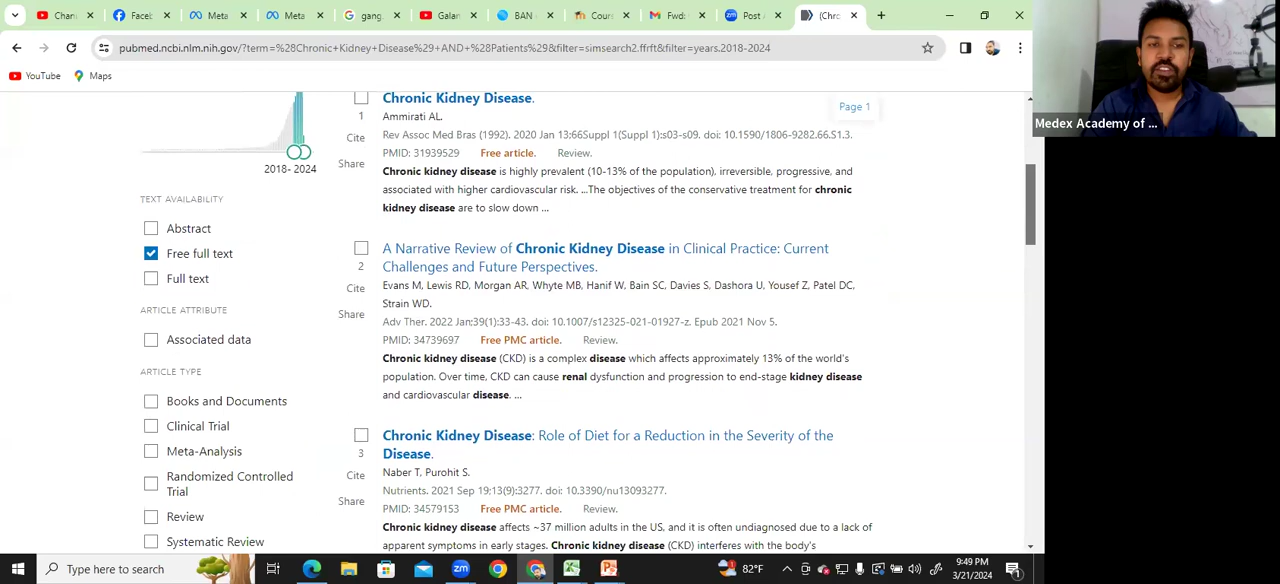 Chan
Faceb
Meta
Meta
gang.
Galan
BAN
Cour
Fwd:
Post
(Chro
pubmed.ncbi.nlm.nih.gov/?term=%28Chronic+Kidney+Disease%29+AND+%28Patients%29&filter=simsearch2.ffrft&filter=years.2018-2024
YouTube
Maps
Medex Academy of ...
2018- 2024
TEXT AVAILABILITY
Abstract
Free full text
Full text
ARTICLE ATTRIBUTE
Associated data
ARTICLE TYPE
Books and Documents
Clinical Trial
Meta-Analysis
Randomized Controlled
Trial
Review
Systematic Review
Page 1
1
Cite
Share
Chronic Kidney Disease.
Ammirati AL.
Rev Assoc Med Bras (1992). 2020 Jan 13;66Suppl 1(Suppl 1):s03-s09. doi: 10.1590/1806-9282.66.S1.3.
PMID: 31939529 Free article. Review.
Chronic kidney disease is highly prevalent (10-13% of the population), irreversible, progressive, and
associated with higher cardiovascular risk. ...The objectives of the conservative treatment for chronic
kidney disease are to slow down ...
2
Cite
Share
A Narrative Review of Chronic Kidney Disease in Clinical Practice: Current
Challenges and Future Perspectives.
Evans M, Lewis RD, Morgan AR, Whyte MB, Hanif W, Bain SC, Davies S, Dashora U, Yousef Z, Patel DC,
Strain WD.
Adv Ther. 2022 Jan;39(1):33-43. doi: 10.1007/s12325-021-01927-z. Epub 2021 Nov 5.
PMID: 34739697 Free PMC article. Review.
Chronic kidney disease (CKD) is a complex disease which affects approximately 13% of the world's
population. Over time, CKD can cause renal dysfunction and progression to end-stage kidney disease
and cardiovascular disease. ...
3
Cite
Share
Chronic Kidney Disease: Role of Diet for a Reduction in the Severity of the
Disease.
Naber T, Purohit S.
Nutrients. 2021 Sep 19;13(9):3277. doi: 10.3390/nu13093277.
PMID: 34579153 Free PMC article. Review.
Chronic kidney disease affects ~37 million adults in the US, and it is often undiagnosed due to a lack of
apparent symptoms in early stages. Chronic kidney disease (CKD) interferes with the body's
Type here to search
82°F
9:49 PM
3/21/2024
1